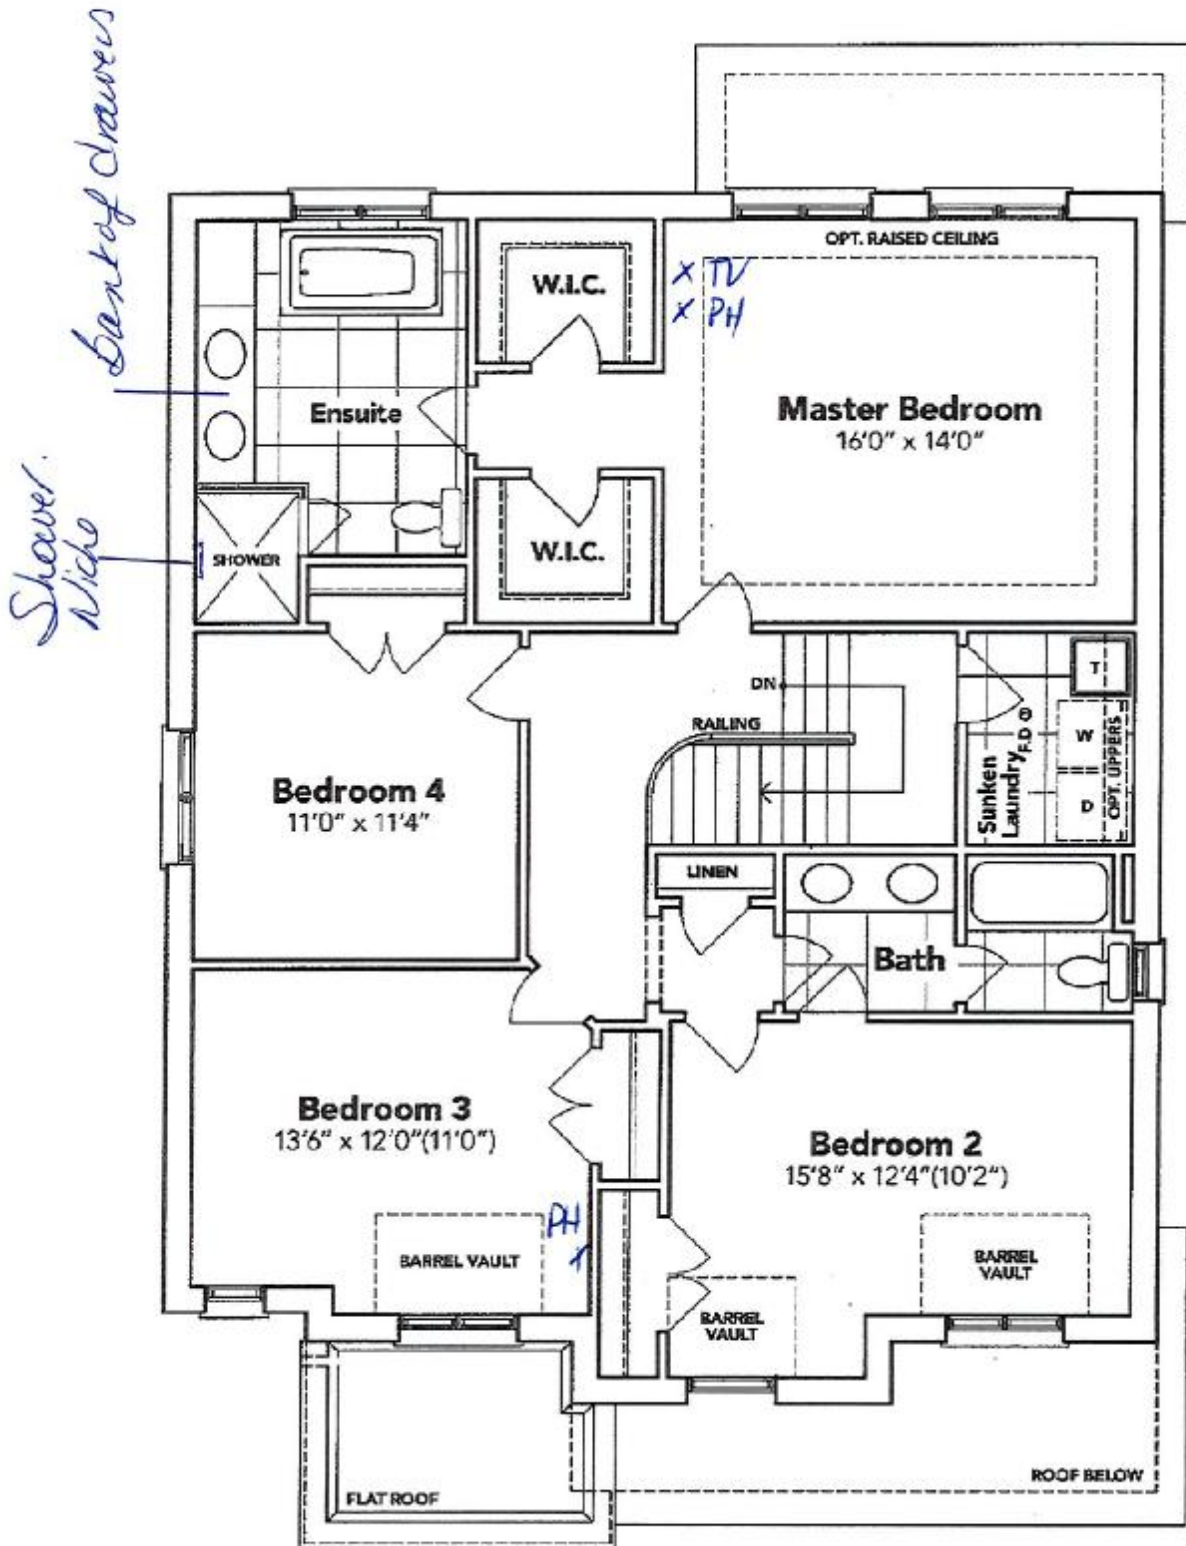 Bank of drawers
OPT. RAISED CEILING
W.I.C.
x TV
x PH
Ensuite
Master Bedroom
16'0" x 14'0"
Shower
Niche
SHOWER
W.I.C.
DN
T
RAILING
Sunken
Laundry
F.D
W
D
OPT. UPPERS
Bedroom 4
11'0" x 11'4"
LINEN
Bath
Bedroom 3
13'6" x 12'0"(11'0")
Bedroom 2
15'8" x 12'4"(10'2")
PH
x
BARREL VAULT
BARREL
VAULT
BARREL
VAULT
FLAT ROOF
ROOF BELOW